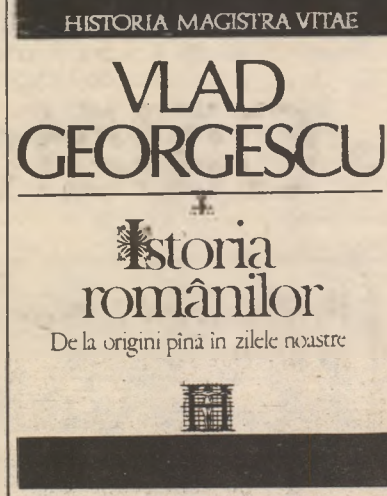 HISTORIA MAGISTRA VITAE
VLAD
GEORGESCU
Istoria
românilor
De la origini pînă în zilele noastre
H